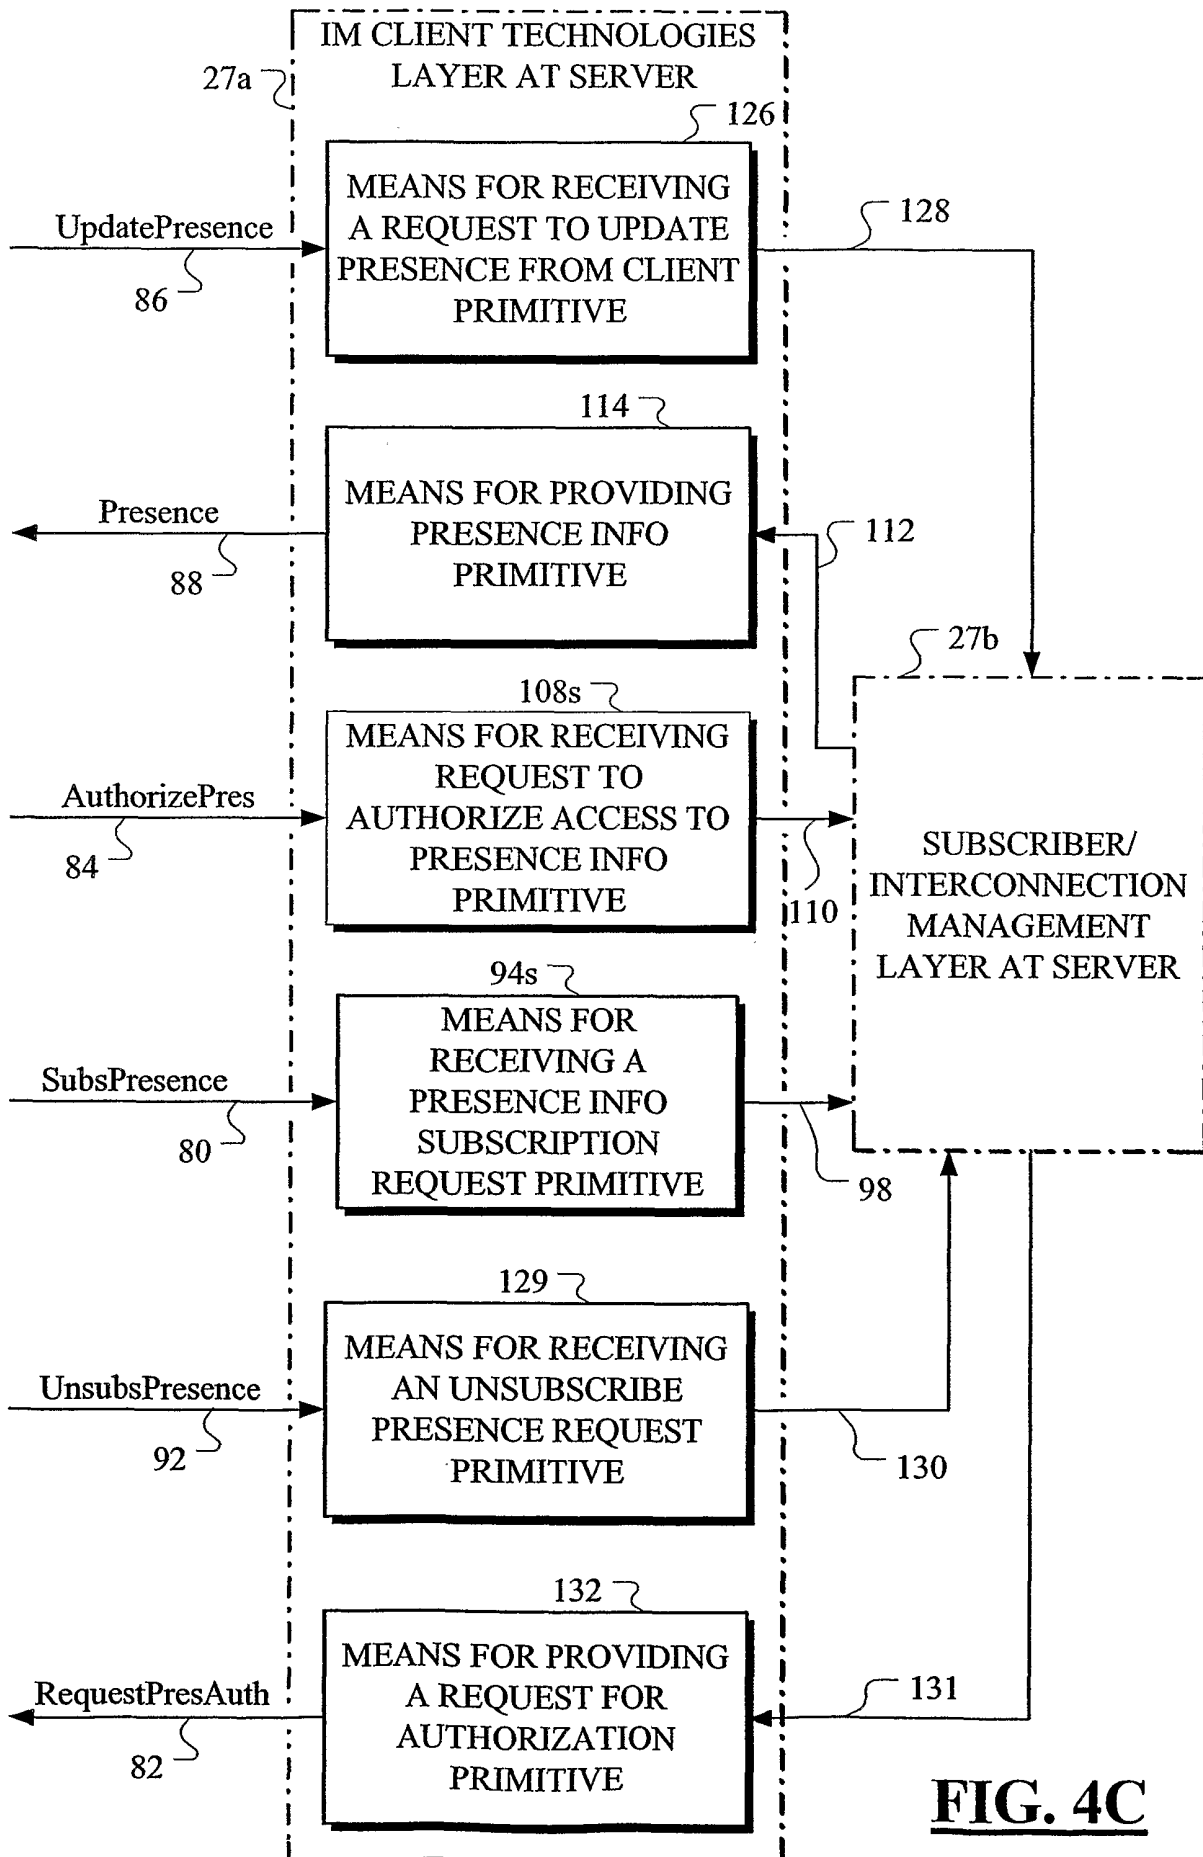 IM CLIENT TECHNOLOGIES
LAYER AT SERVER
27a
126
MEANS FOR RECEIVING
A REQUEST TO UPDATE
PRESENCE FROM CLIENT
PRIMITIVE
UpdatePresence
86
128
114
MEANS FOR PROVIDING
PRESENCE INFO
PRIMITIVE
Presence
88
112
27b
108s
MEANS FOR RECEIVING
REQUEST TO
AUTHORIZE ACCESS TO
PRESENCE INFO
PRIMITIVE
AuthorizePres
84
110
SUBSCRIBER/
INTERCONNECTION
MANAGEMENT
LAYER AT SERVER
94s
MEANS FOR
RECEIVING A
PRESENCE INFO
SUBSCRIPTION
REQUEST PRIMITIVE
SubsPresence
80
98
129
MEANS FOR RECEIVING
AN UNSUBSCRIBE
PRESENCE REQUEST
PRIMITIVE
UnsubsPresence
92
130
132
MEANS FOR PROVIDING
A REQUEST FOR
AUTHORIZATION
PRIMITIVE
RequestPresAuth
82
131
FIG. 4C